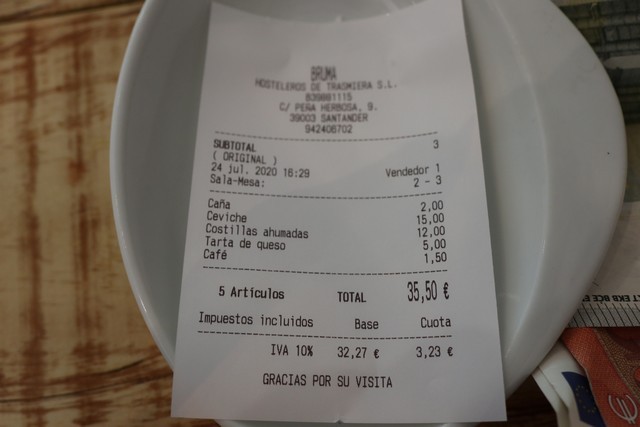 BRUMA
HOSTELEROS DE TRASMIERA S.L.
B39881115
C/ PEÑA HERBOSA, 9.
39003 SANTANDER
942406702
SUBTOTAL 3
( ORIGINAL )
24 jul. 2020 16:29 Vendedor 1
Sala-Mesa: 2 - 3
Caña 2,00
Ceviche 15,00
Costillas ahumadas 12,00
Tarta de queso 5,00
Café 1,50
5 Artículos TOTAL 35,50 €
Impuestos incluidos Base Cuota
IVA 10% 32,27 € 3,23 €
GRACIAS POR SU VISITA
EKB BCE